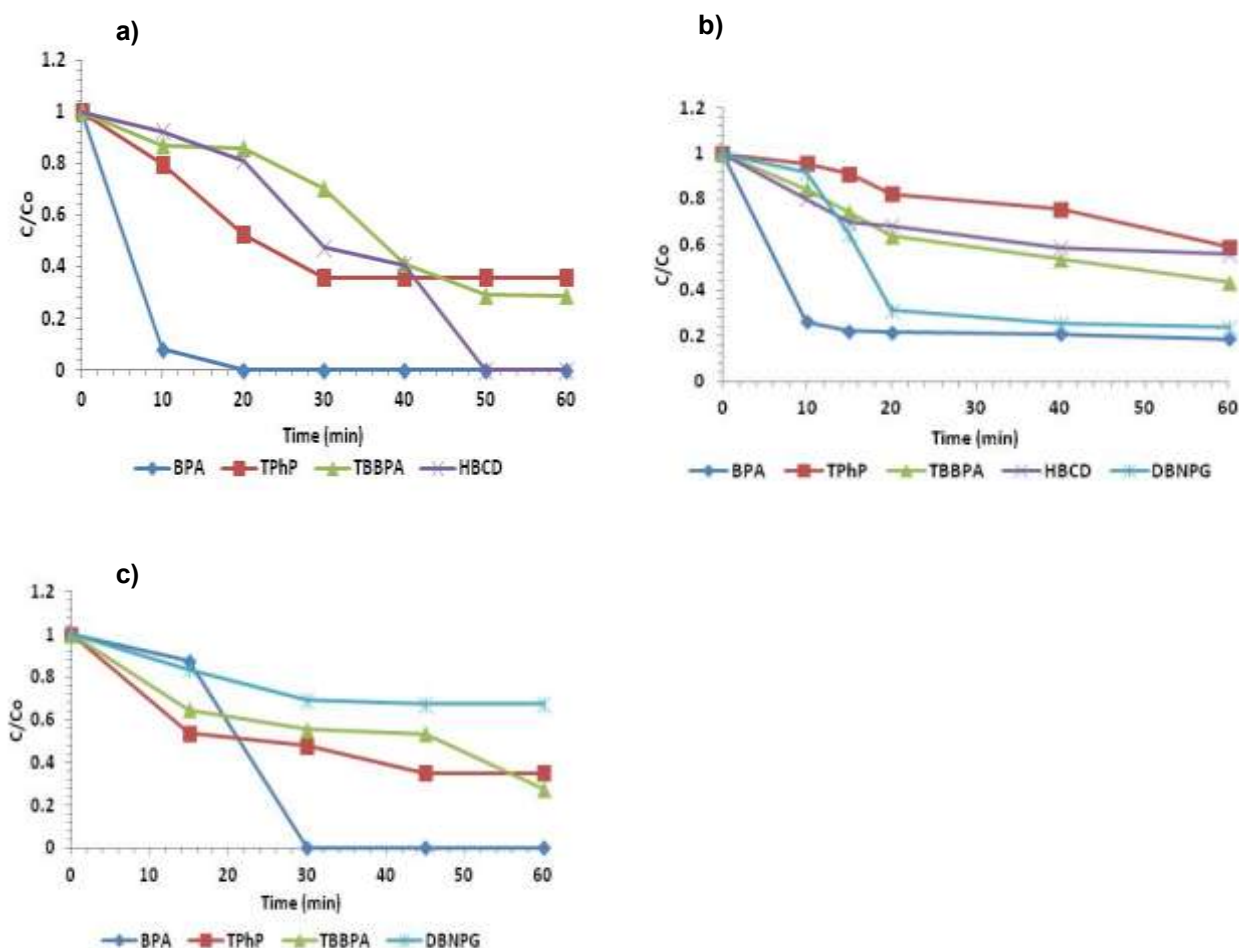 a)
1.2
1
0.8
0.6
0.4
0.2
0
C/Co
0 10 20 30 40 50 60
Time (min)
BPA TPhP TBBPA HBCD
b)
1.2
1
0.8
0.6
0.4
0.2
0
C/Co
0 10 20 30 40 50 60
Time (min)
BPA TPhP TBBPA HBCD DBNPG
c)
1.2
1
0.8
0.6
0.4
0.2
0
C/Co
0 10 20 30 40 50 60
Time (min)
BPA TPhP TBBPA DBNPG